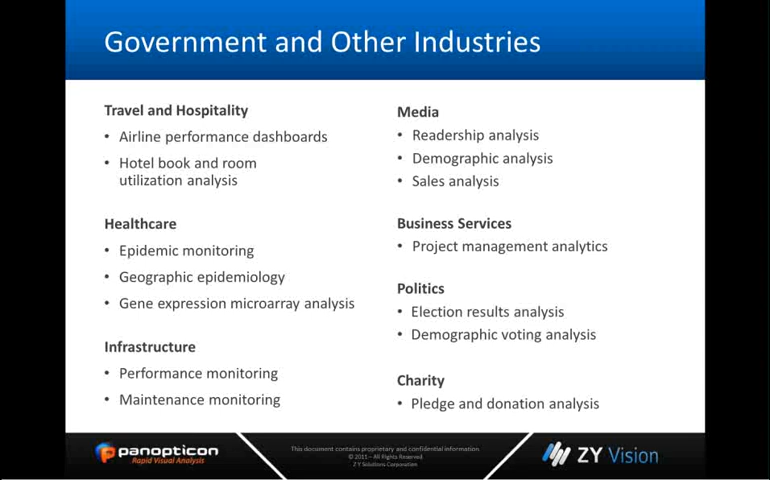 Government and Other Industries
Travel and Hospitality
• Airline performance dashboards
• Hotel book and room
utilization analysis
Healthcare
• Epidemic monitoring
• Geographic epidemiology
• Gene expression microarray analysis
Infrastructure
• Performance monitoring
• Maintenance monitoring
Media
• Readership analysis
• Demographic analysis
• Sales analysis
Business Services
• Project management analytics
Politics
• Election results analysis
• Demographic voting analysis
Charity
• Pledge and donation analysis
panopticon
Rapid Visual Analysis
This document contains proprietary and confidential information.
© 2011 – All Rights Reserved.
ZY Solutions Corporation
ZY Vision